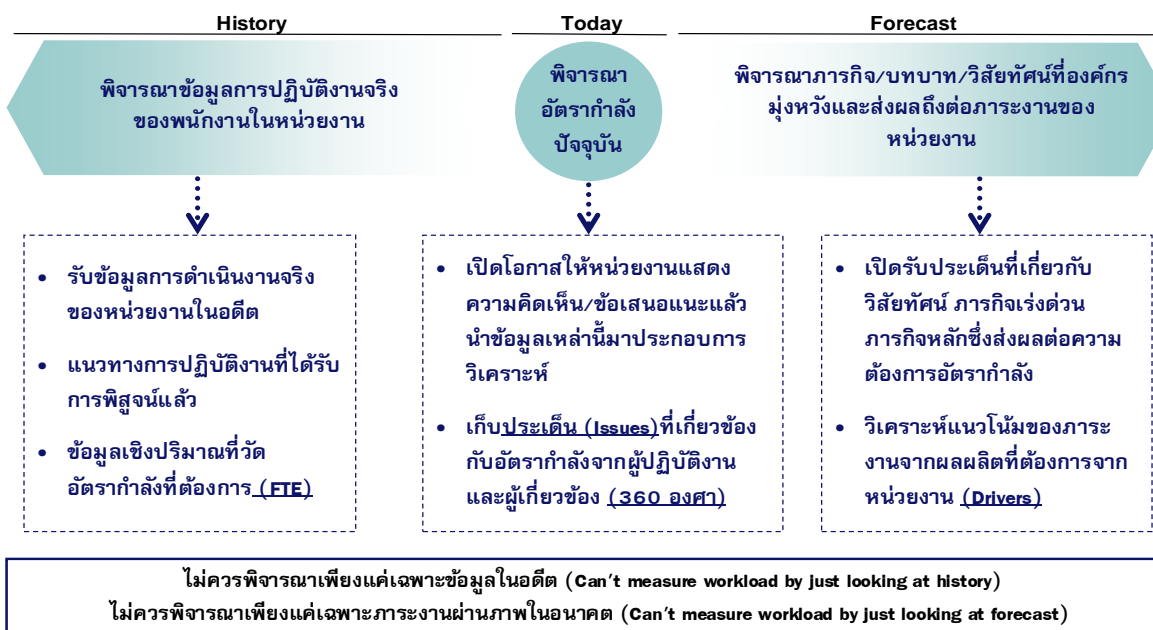 History
Today
Forecast
พิจารณาข้อมูลการปฏิบัติงานจริง
ของพนักงานในหน่วยงาน
พิจารณา
อัตรากำลัง
ปัจจุบัน
พิจารณาภารกิจ/บทบาท/วิสัยทัศน์ที่องค์กร
มุ่งหวังและส่งผลถึงต่อภาระงานของ
หน่วยงาน
• รับข้อมูลการดำเนินงานจริง
ของหน่วยงานในอดีต
• แนวทางการปฏิบัติงานที่ได้รับ
การพิสูจน์แล้ว
• ข้อมูลเชิงปริมาณที่วัด
อัตรากำลังที่ต้องการ (FTE)
• เปิดโอกาสให้หน่วยงานแสดง
ความคิดเห็น/ข้อเสนอแนะแล้ว
นำข้อมูลเหล่านี้มาประกอบการ
วิเคราะห์
• เก็บประเด็น (Issues)ที่เกี่ยวข้อง
กับอัตรากำลังจากผู้ปฏิบัติงาน
และผู้เกี่ยวข้อง (360 องศา)
• เปิดรับประเด็นที่เกี่ยวกับ
วิสัยทัศน์ ภารกิจเร่งด่วน
ภารกิจหลักซึ่งส่งผลต่อความ
ต้องการอัตรากำลัง
• วิเคราะห์แนวโน้มของภาระ
งานจากผลผลิตที่ต้องการจาก
หน่วยงาน (Drivers)
ไม่ควรพิจารณาเพียงแค่เฉพาะข้อมูลในอดีต (Can't measure workload by just looking at history)
ไม่ควรพิจารณาเพียงแค่เฉพาะภาระงานผ่านภาพในอนาคต (Can't measure workload by just looking at forecast)